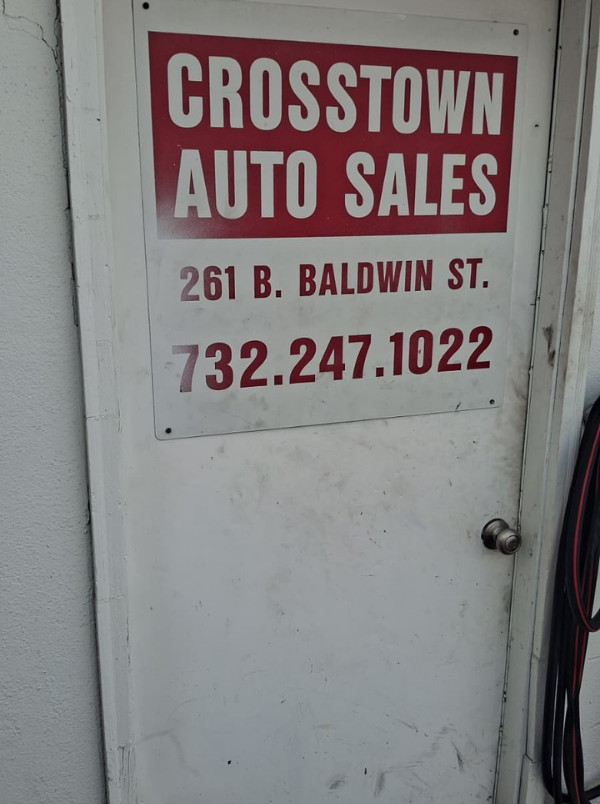 CROSSTOWN
AUTO SALES
261 B. BALDWIN ST.
732.247.1022